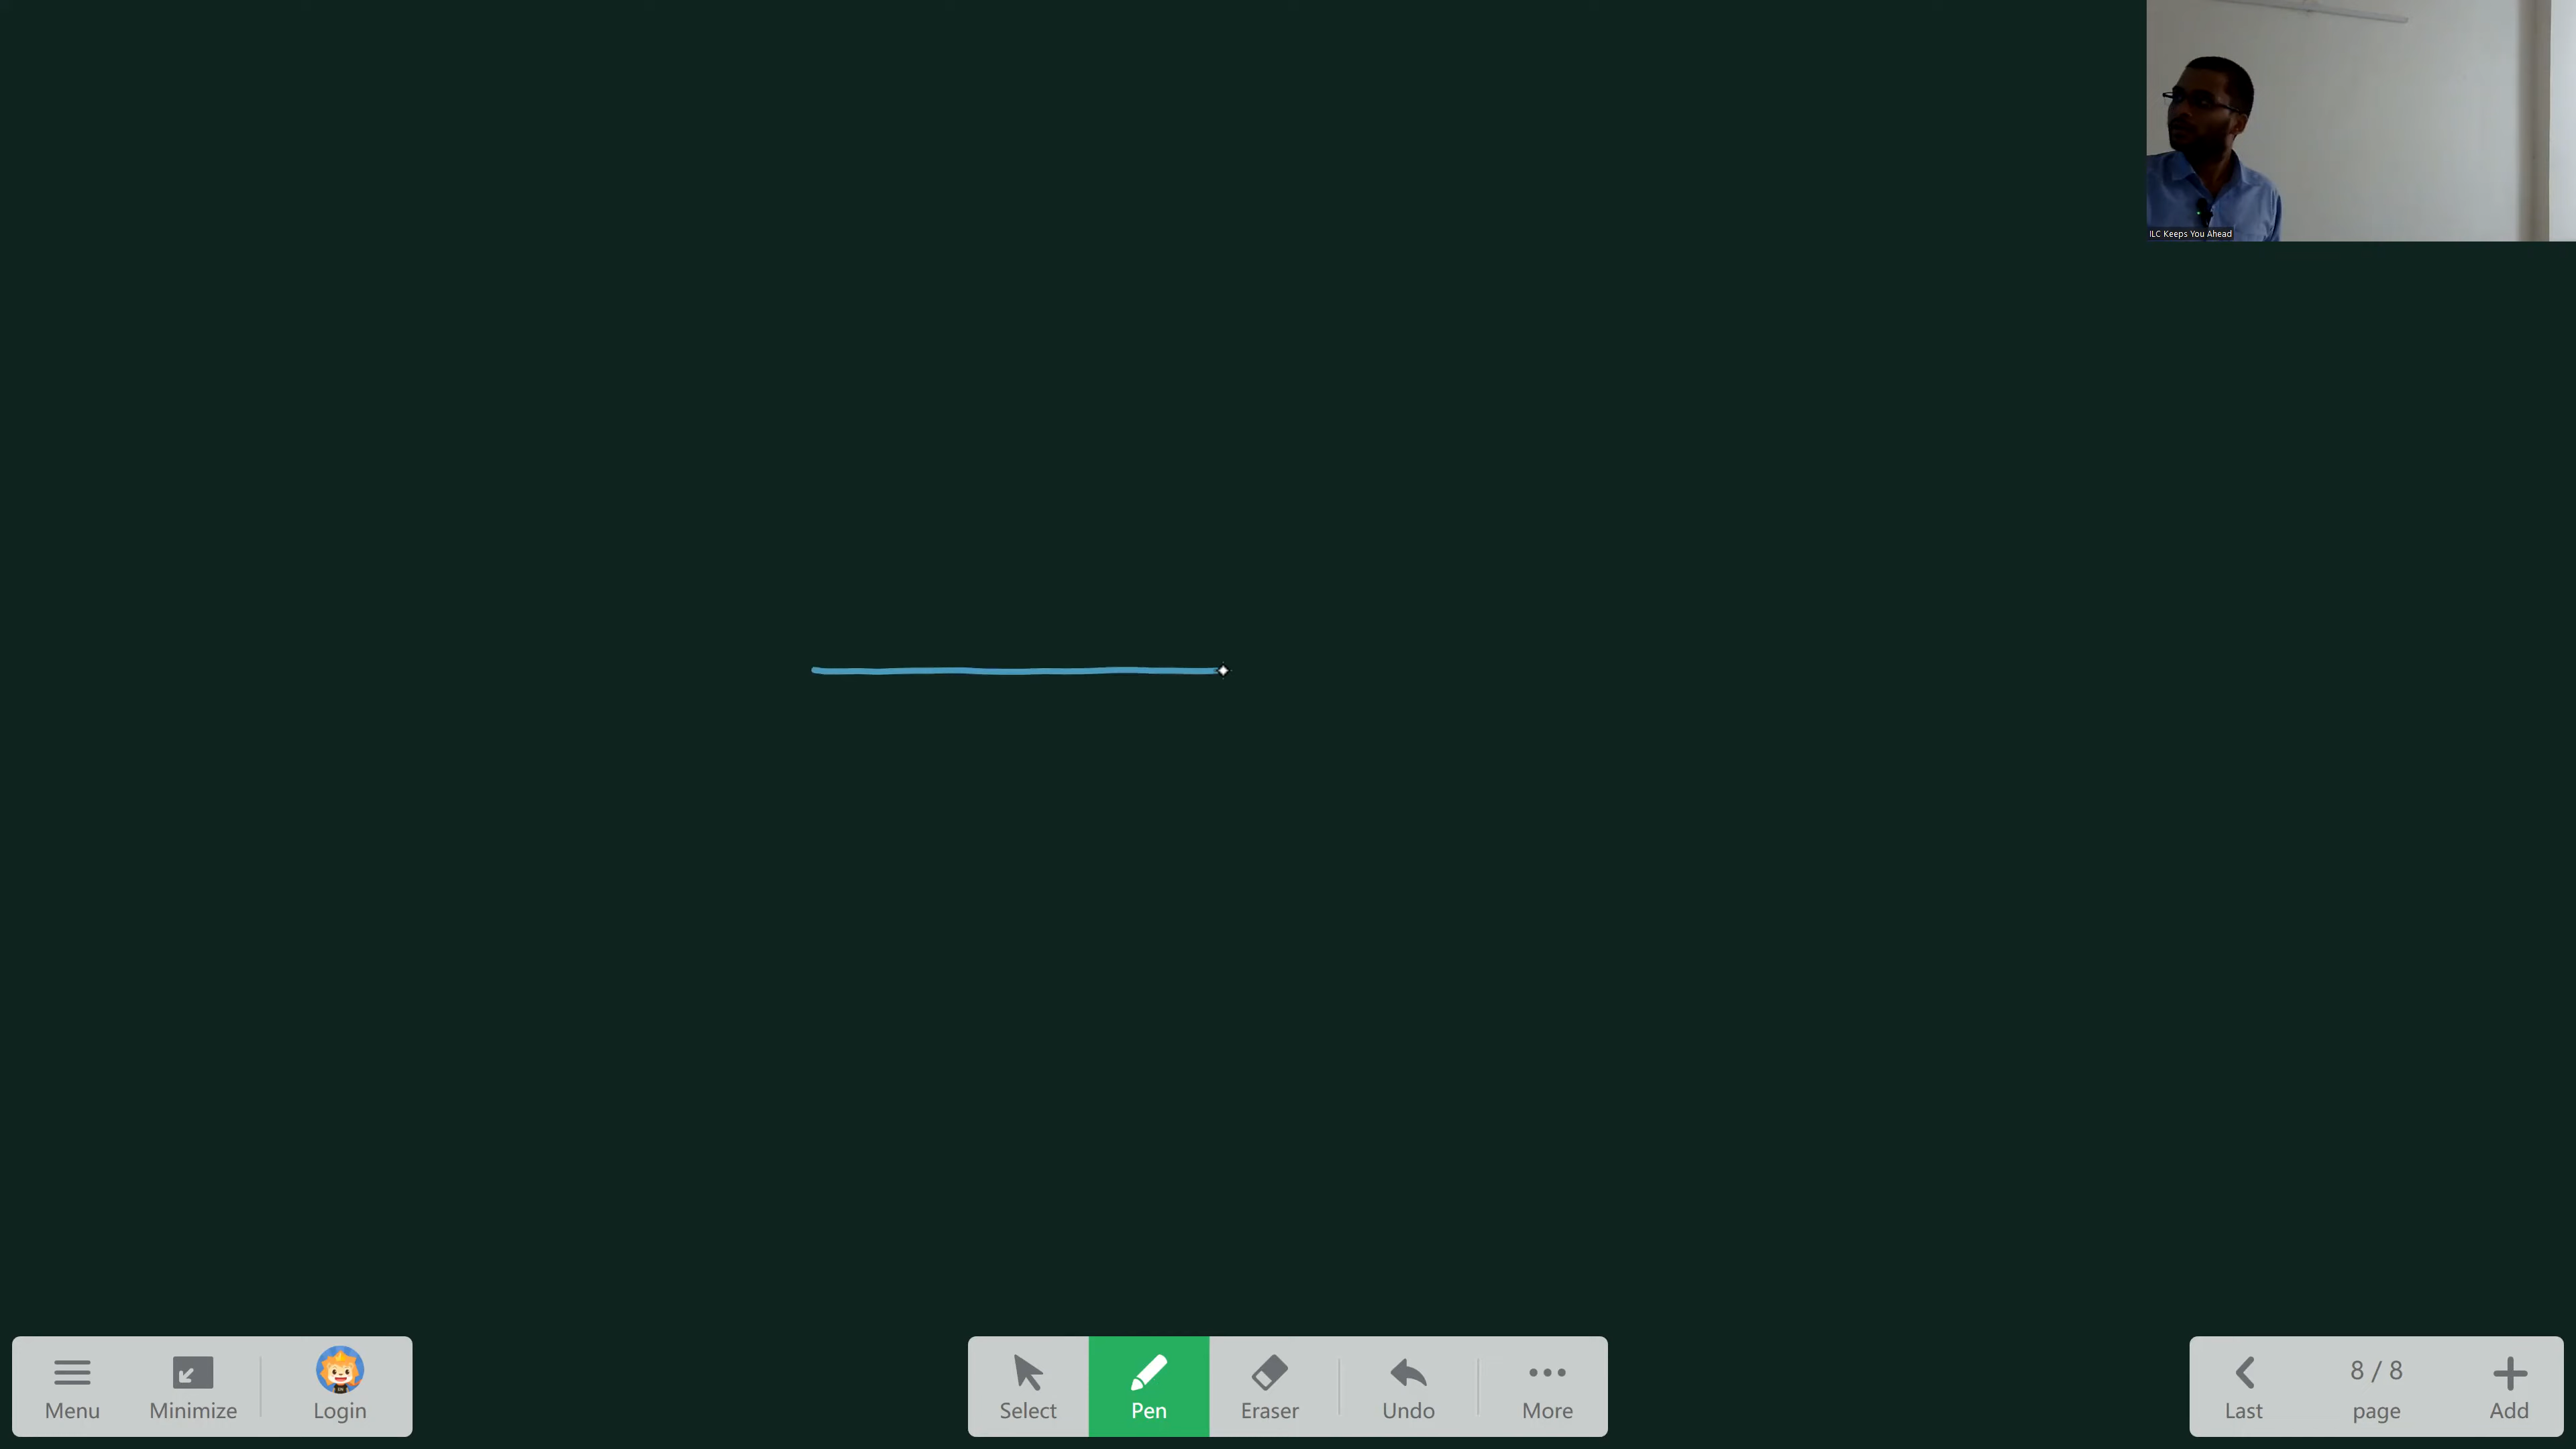 ILC Keeps You Ahead
Menu
Minimize
Login
Select
Pen
Eraser
Undo
More
Last
8 / 8
page
Add